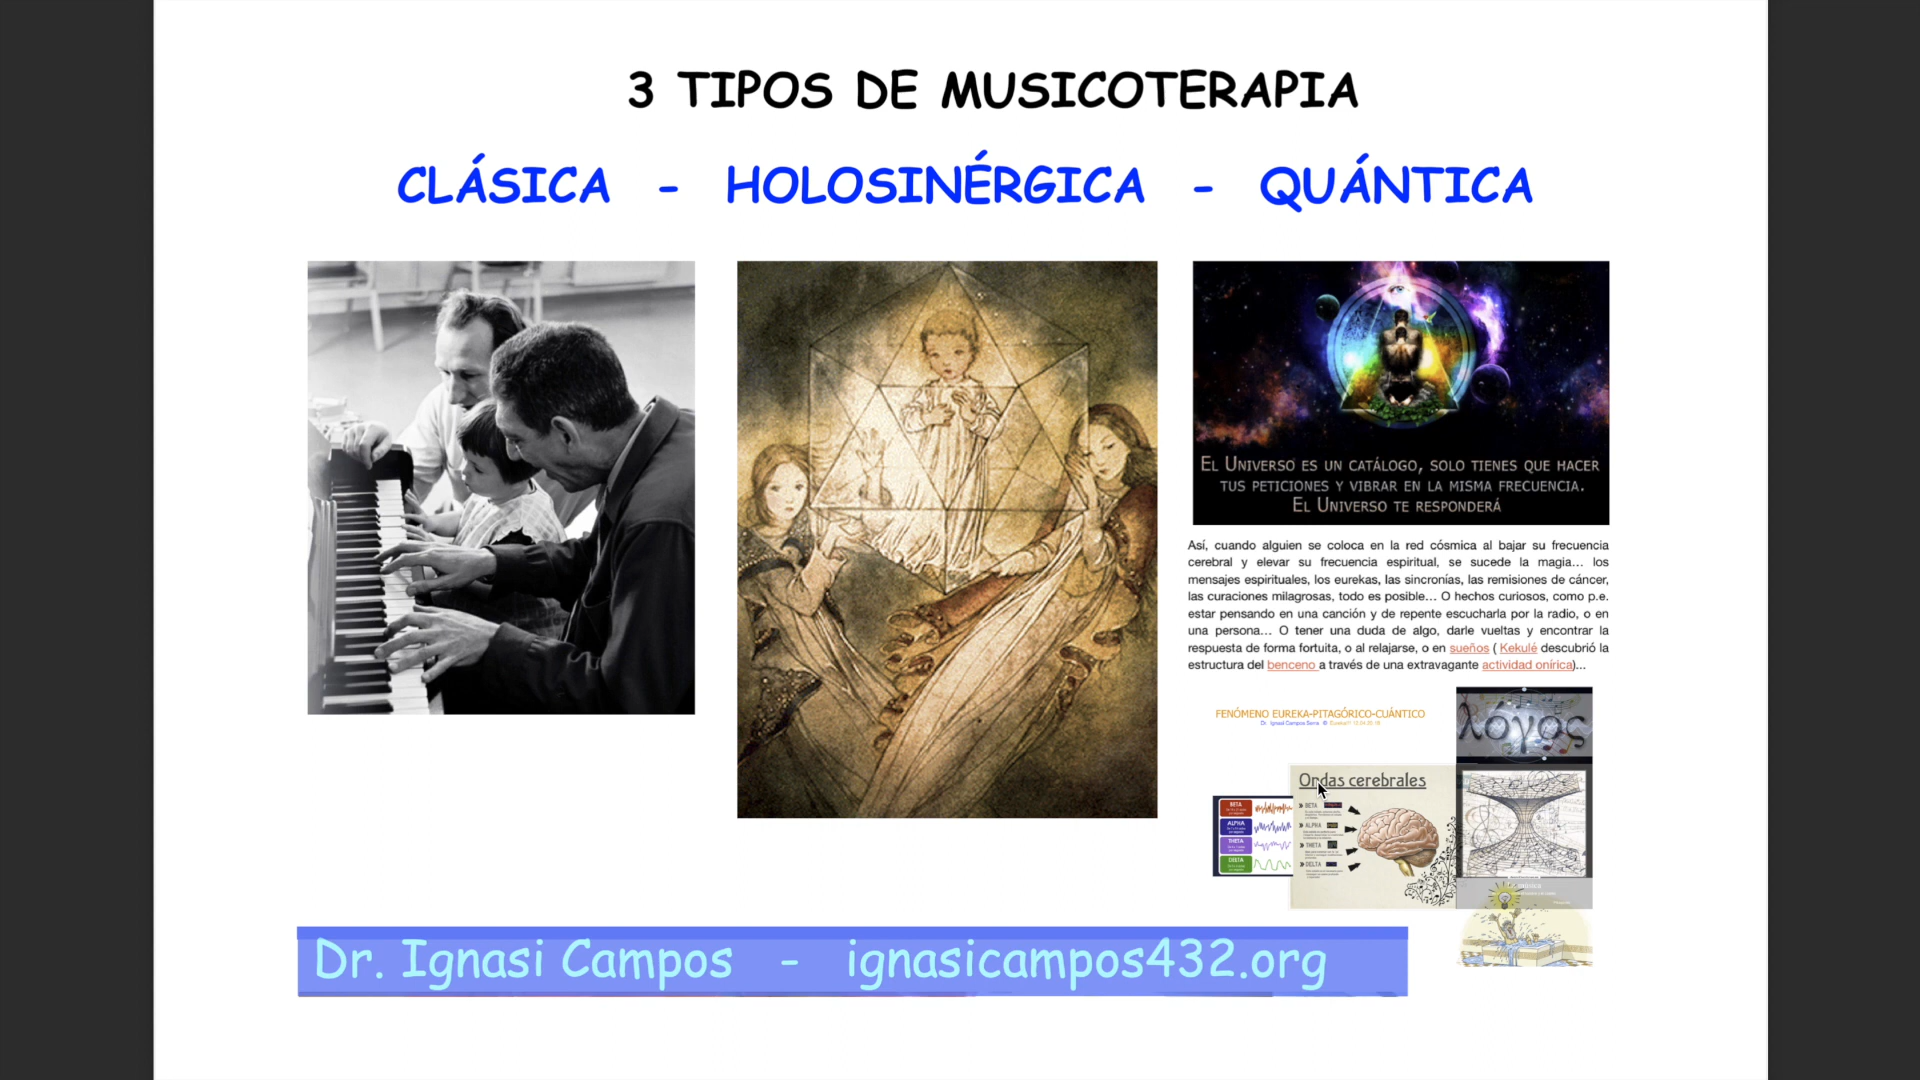 3 TIPOS DE MUSICOTERAPIA
CLÁSICA - HOLOSINÉRGICA - QUÁNTICA
EL UNIVERSO ES UN CATÁLOGO, SOLO TIENES QUE HACER
TUS PETICIONES Y VIBRAR EN LA MISMA FRECUENCIA.
EL UNIVERSO TE RESPONDERÁ
Así, cuando alguien se coloca en la red cósmica al bajar su frecuencia
cerebral y elevar su frecuencia espiritual, se sucede la magia... los
mensajes espirituales, los eurekas, las sincronías, las remisiones de cáncer,
las curaciones milagrosas, todo es posible... O hechos curiosos, como p.e.
estar pensando en una canción y de repente escucharla por la radio, o en
una persona... O tener una duda de algo, darle vueltas y encontrar la
respuesta de forma fortuita, o al relajarse, o en sueños ( Kekulé descubrió la
estructura del benceno a través de una extravagante actividad onírica)...
FENÓMENO EUREKA-PITAGÓRICO-CUÁNTICO
Dr. Ignasi Campos Serra ®
λόγος
Ondas cerebrales
BETA
ALPHA
THETA
DELTA
BETA
ALPHA
THETA
DELTA
Dr. Ignasi Campos - ignasicampos432.org